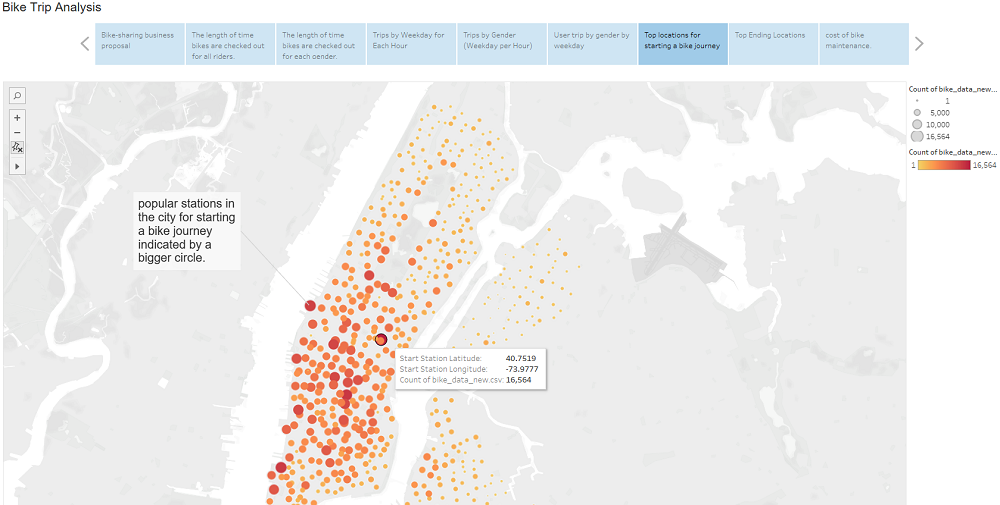 Bike Trip Analysis
Bike-sharing business
proposal
The length of time
bikes are checked out
for all riders.
The length of time
bikes are checked out
for each gender.
Trips by Weekday for
Each Hour
Trips by Gender
(Weekday per Hour)
User trip by gender by
weekday
Top locations for
starting a bike journey
Top Ending Locations
cost of bike
maintenance.
Count of bike_data_new...
1
5,000
10,000
16,564
Count of bike_data_new...
1 16,564
popular stations in
the city for starting
a bike journey
indicated by a
bigger circle.
Start Station Latitude: 40.7519
Start Station Longitude: -73.9777
Count of bike_data_new.csv: 16,564